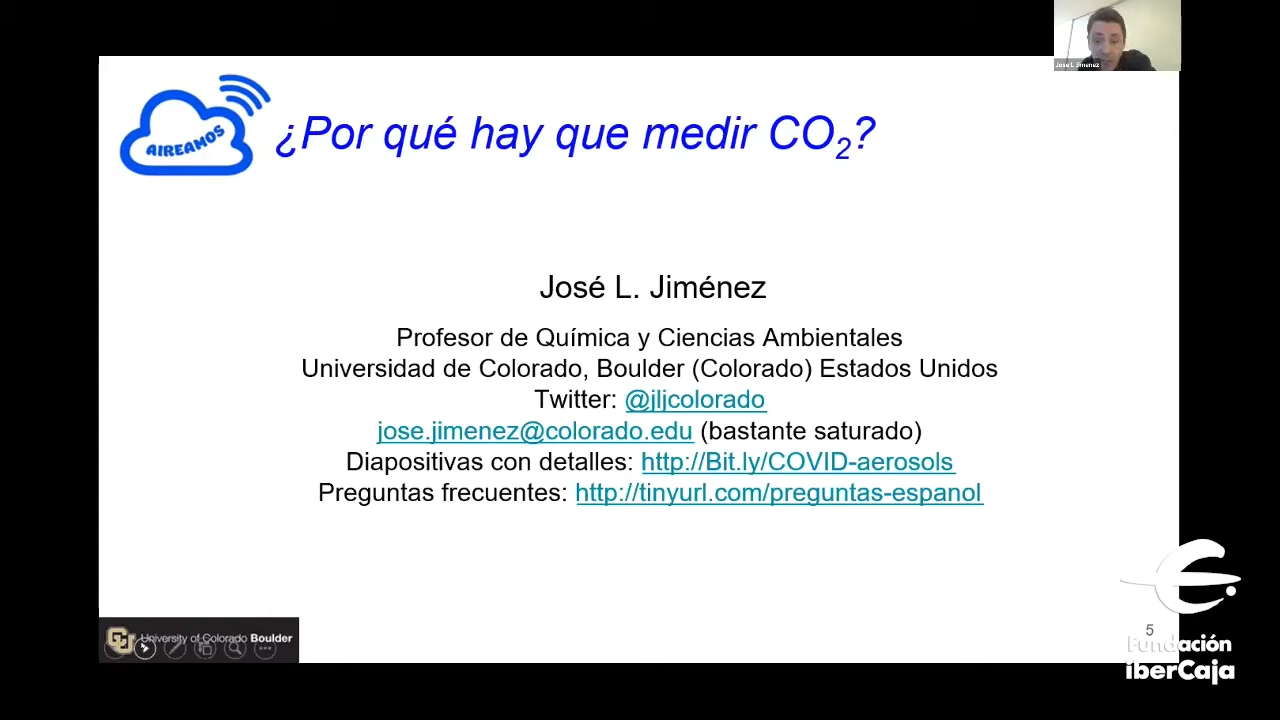 Jose L Jimenez
AIREAMOS
¿Por qué hay que medir CO₂?
José L. Jiménez
Profesor de Química y Ciencias Ambientales
Universidad de Colorado, Boulder (Colorado) Estados Unidos
Twitter: @jljcolorado
jose.jimenez@colorado.edu (bastante saturado)
Diapositivas con detalles: http://Bit.ly/COVID-aerosols
Preguntas frecuentes: http://tinyurl.com/preguntas-espanol
University of Colorado Boulder
5
Fundación
iberCaja